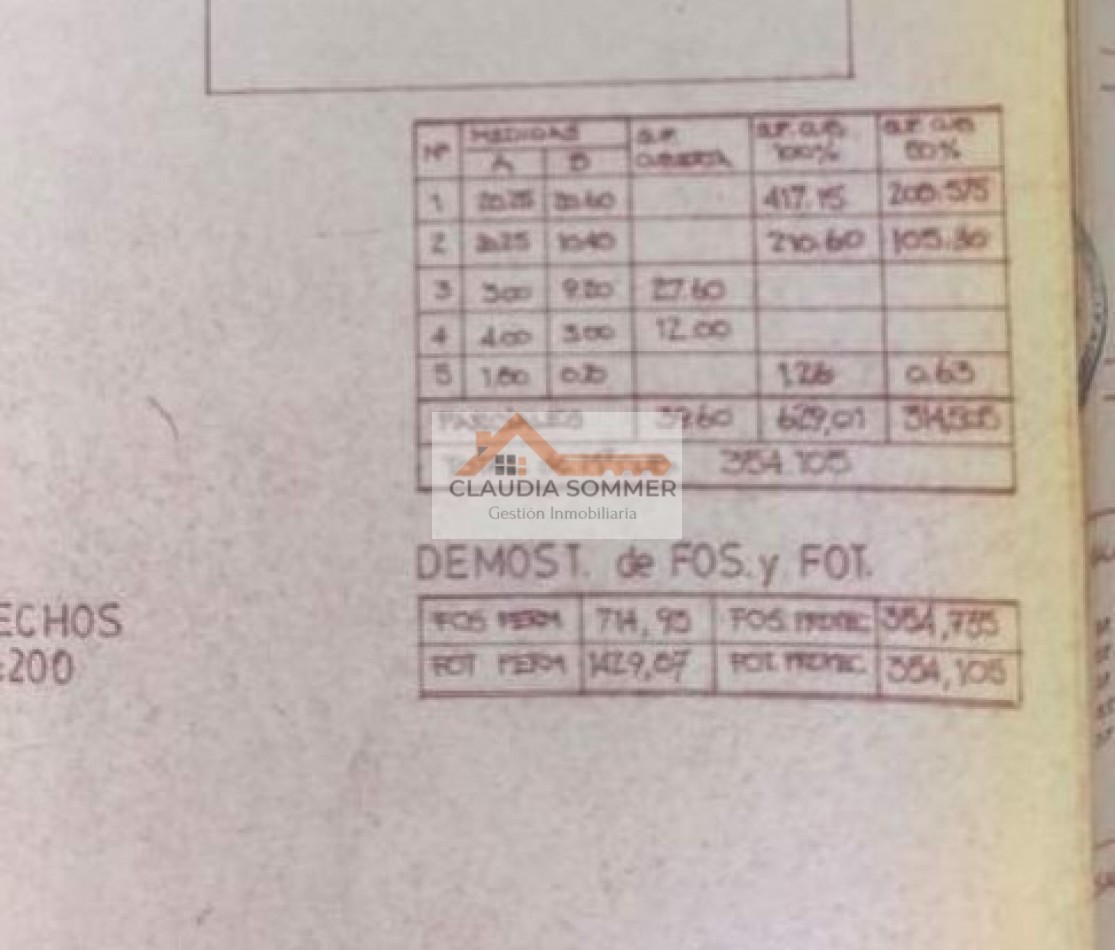 Nº MEDIDAS SUP. CUBIERTA SUP. CUB. 100% SUP. CUB. 50%
A B
1 20.25 20.60 417.15 208.575
2 20.25 10.40 210.60 105.30
3 3.00 9.20 27.60
4 4.00 3.00 12.00
5 1.80 0.70 1.26 0.63
PARCIALES 39.60 629,01 314,505
354.105
CLAUDIA SOMMER
Gestión Inmobiliaria
DEMOST. de FOS. y FOT.
FOS PERM 714,95 FOS. PROYEC. 354,735
FOT PERM 1429,87 FOT. PROYEC. 354,105
ECHOS
:200